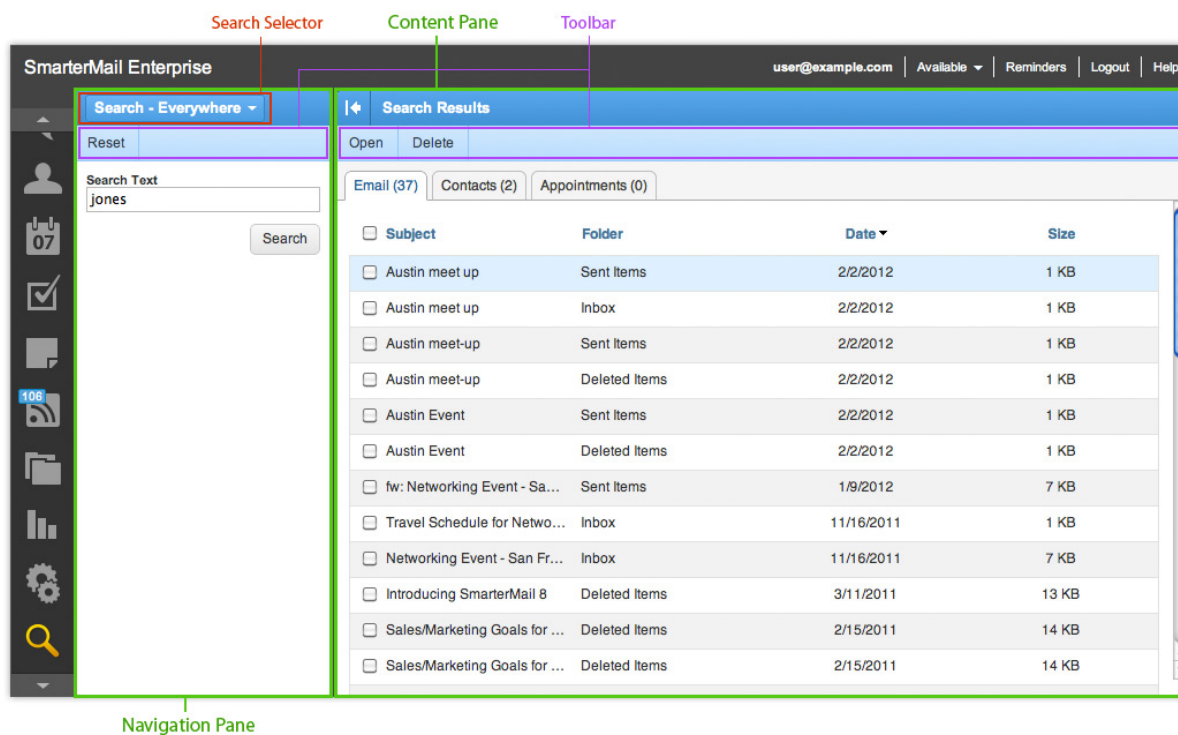 Search Selector Content Pane Toolbar
SmarterMail Enterprise user@example.com Available Reminders Logout Help
Search - Everywhere Search Results
Reset Open Delete
Search Text
jones
Search
Email (37) Contacts (2) Appointments (0)
Subject Folder Date Size
Austin meet up Sent Items 2/2/2012 1 KB
Austin meet up Inbox 2/2/2012 1 KB
Austin meet-up Sent Items 2/2/2012 1 KB
Austin meet-up Deleted Items 2/2/2012 1 KB
Austin Event Sent Items 2/2/2012 1 KB
Austin Event Deleted Items 2/2/2012 1 KB
fw: Networking Event - Sa... Sent Items 1/9/2012 7 KB
Travel Schedule for Netwo... Inbox 11/16/2011 1 KB
Networking Event - San Fr... Inbox 11/16/2011 7 KB
Introducing SmarterMail 8 Deleted Items 3/11/2011 13 KB
Sales/Marketing Goals for ... Deleted Items 2/15/2011 14 KB
Sales/Marketing Goals for ... Deleted Items 2/15/2011 14 KB
07
106
Navigation Pane